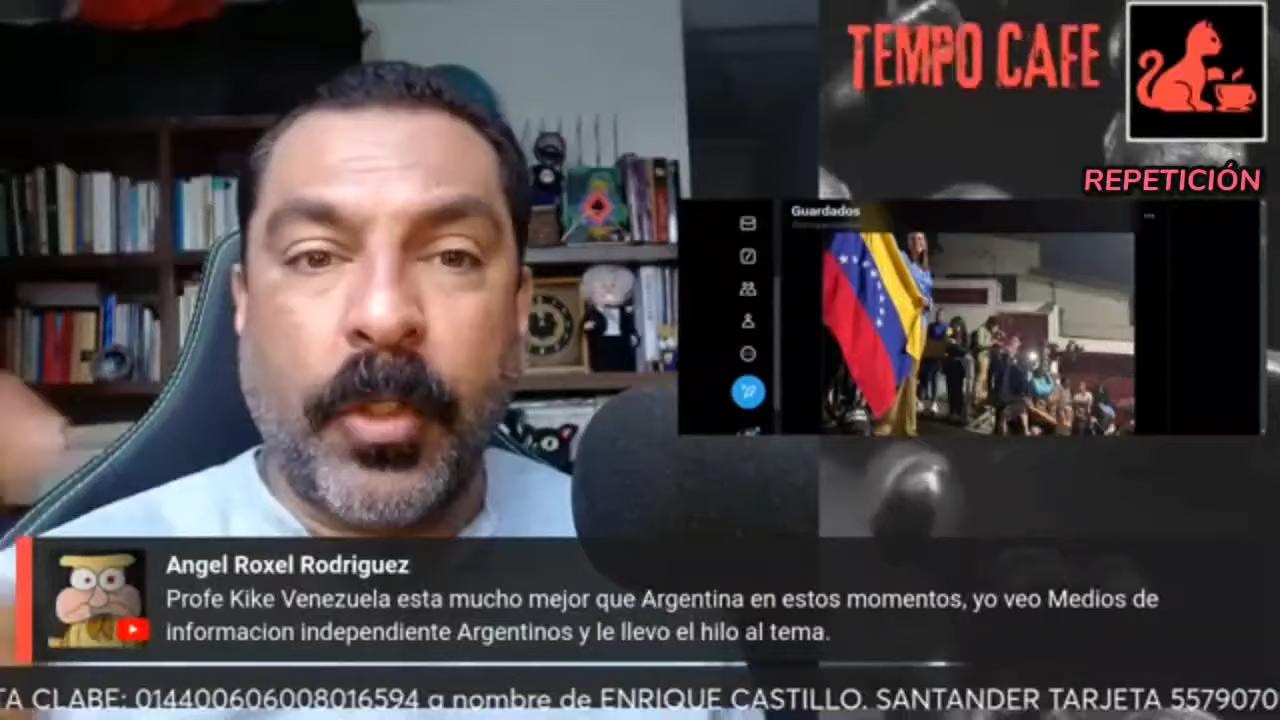 TEMPO CAFE
REPETICIÓN
Guardados
Angel Roxel Rodriguez
Profe Kike Venezuela esta mucho mejor que Argentina en estos momentos, yo veo Medios de
informacion independiente Argentinos y le llevo el hilo al tema.
TA CLABE: 014400606008016594 a nombre de ENRIQUE CASTILLO. SANTANDER TARJETA 5579070